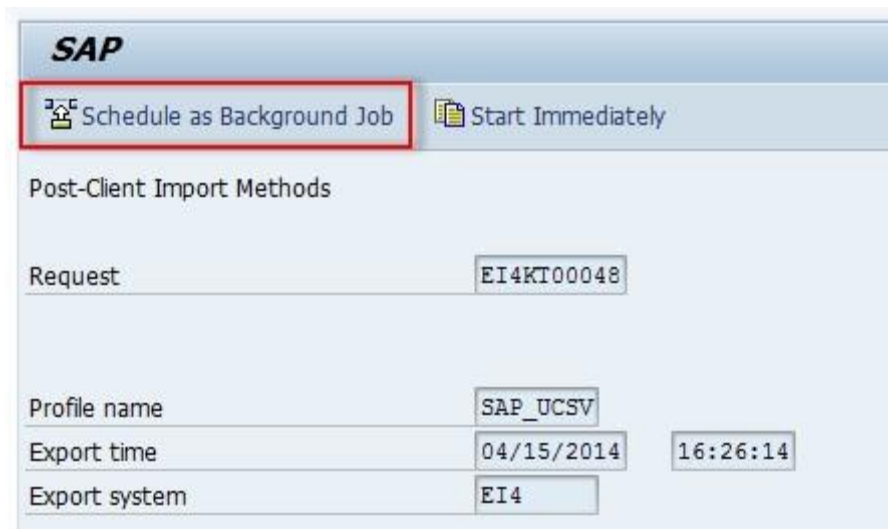 SAP
Schedule as Background Job Start Immediately
Post-Client Import Methods
Request EI4KT00048
Profile name SAP_UCSV
Export time 04/15/2014 16:26:14
Export system EI4